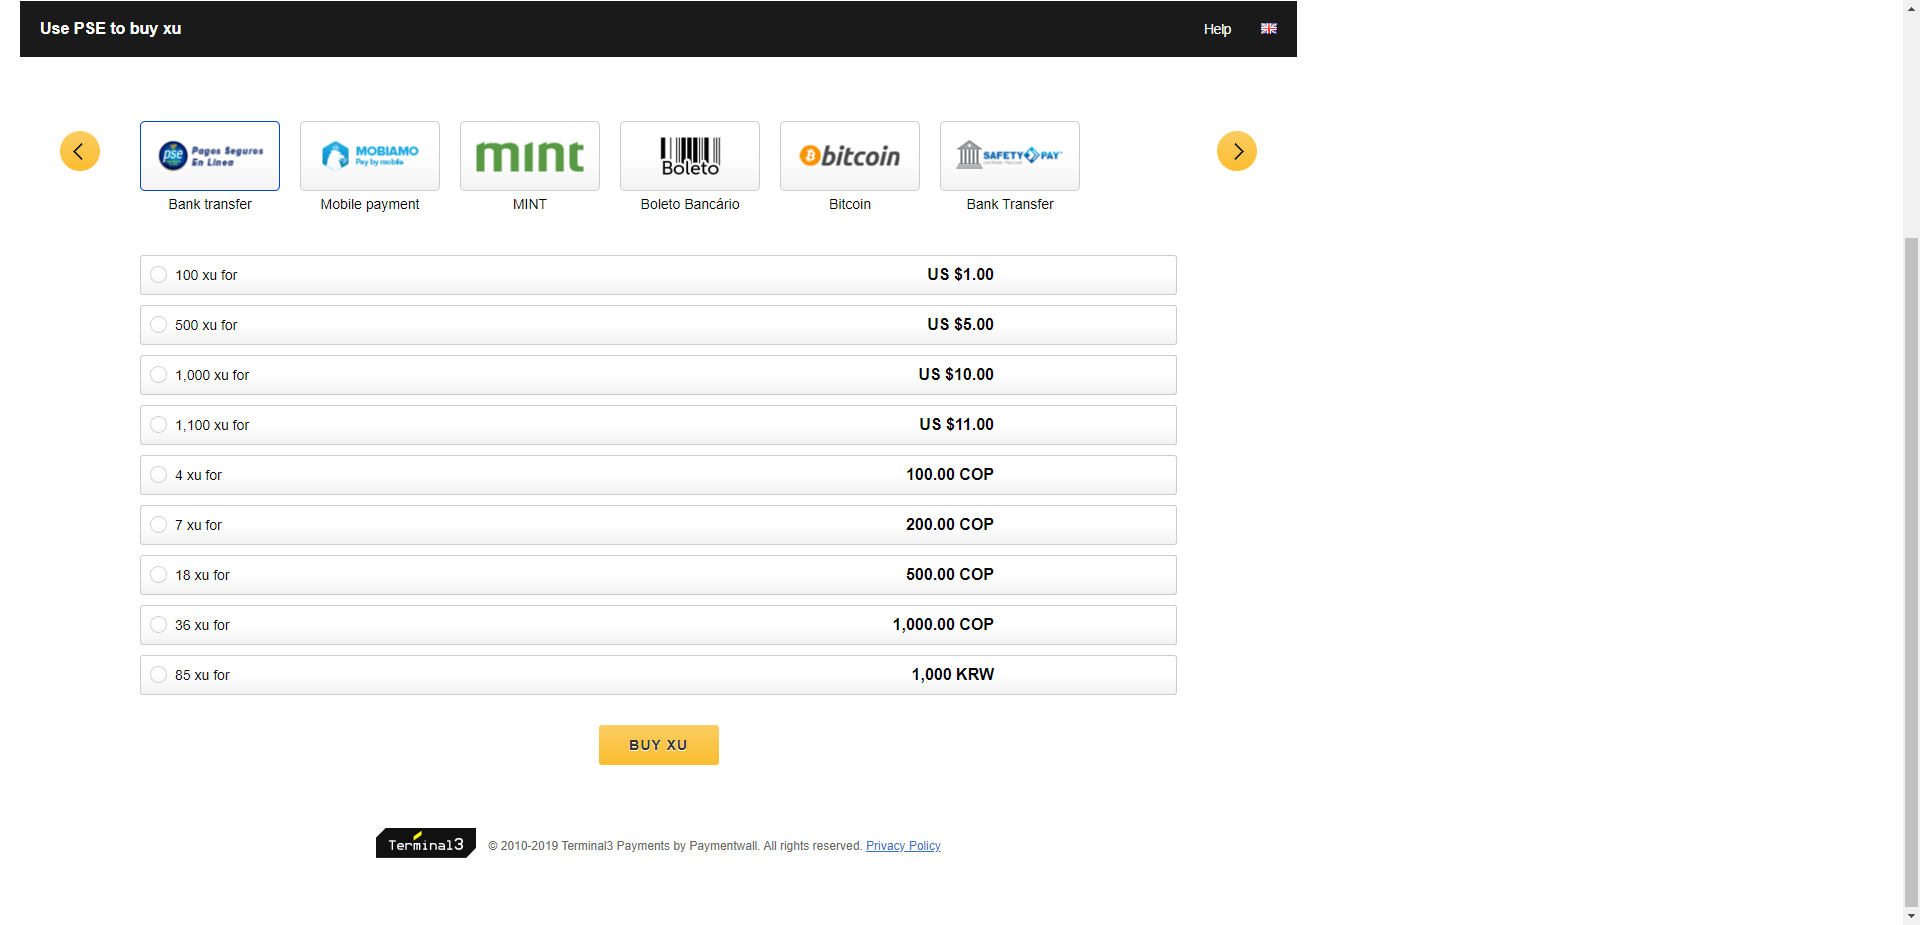 Use PSE to buy xu
Help
pse Pagos Seguros
En Linea
MOBIAMO
Pay by mobile
mint
Boleto
bitcoin
SAFETYPAY
Bank transfer
Mobile payment
MINT
Boleto Bancário
Bitcoin
Bank Transfer
100 xu for US $1.00
500 xu for US $5.00
1,000 xu for US $10.00
1,100 xu for US $11.00
4 xu for 100.00 COP
7 xu for 200.00 COP
18 xu for 500.00 COP
36 xu for 1,000.00 COP
85 xu for 1,000 KRW
BUY XU
Terminal3 © 2010-2019 Terminal3 Payments by Paymentwall. All rights reserved. Privacy Policy